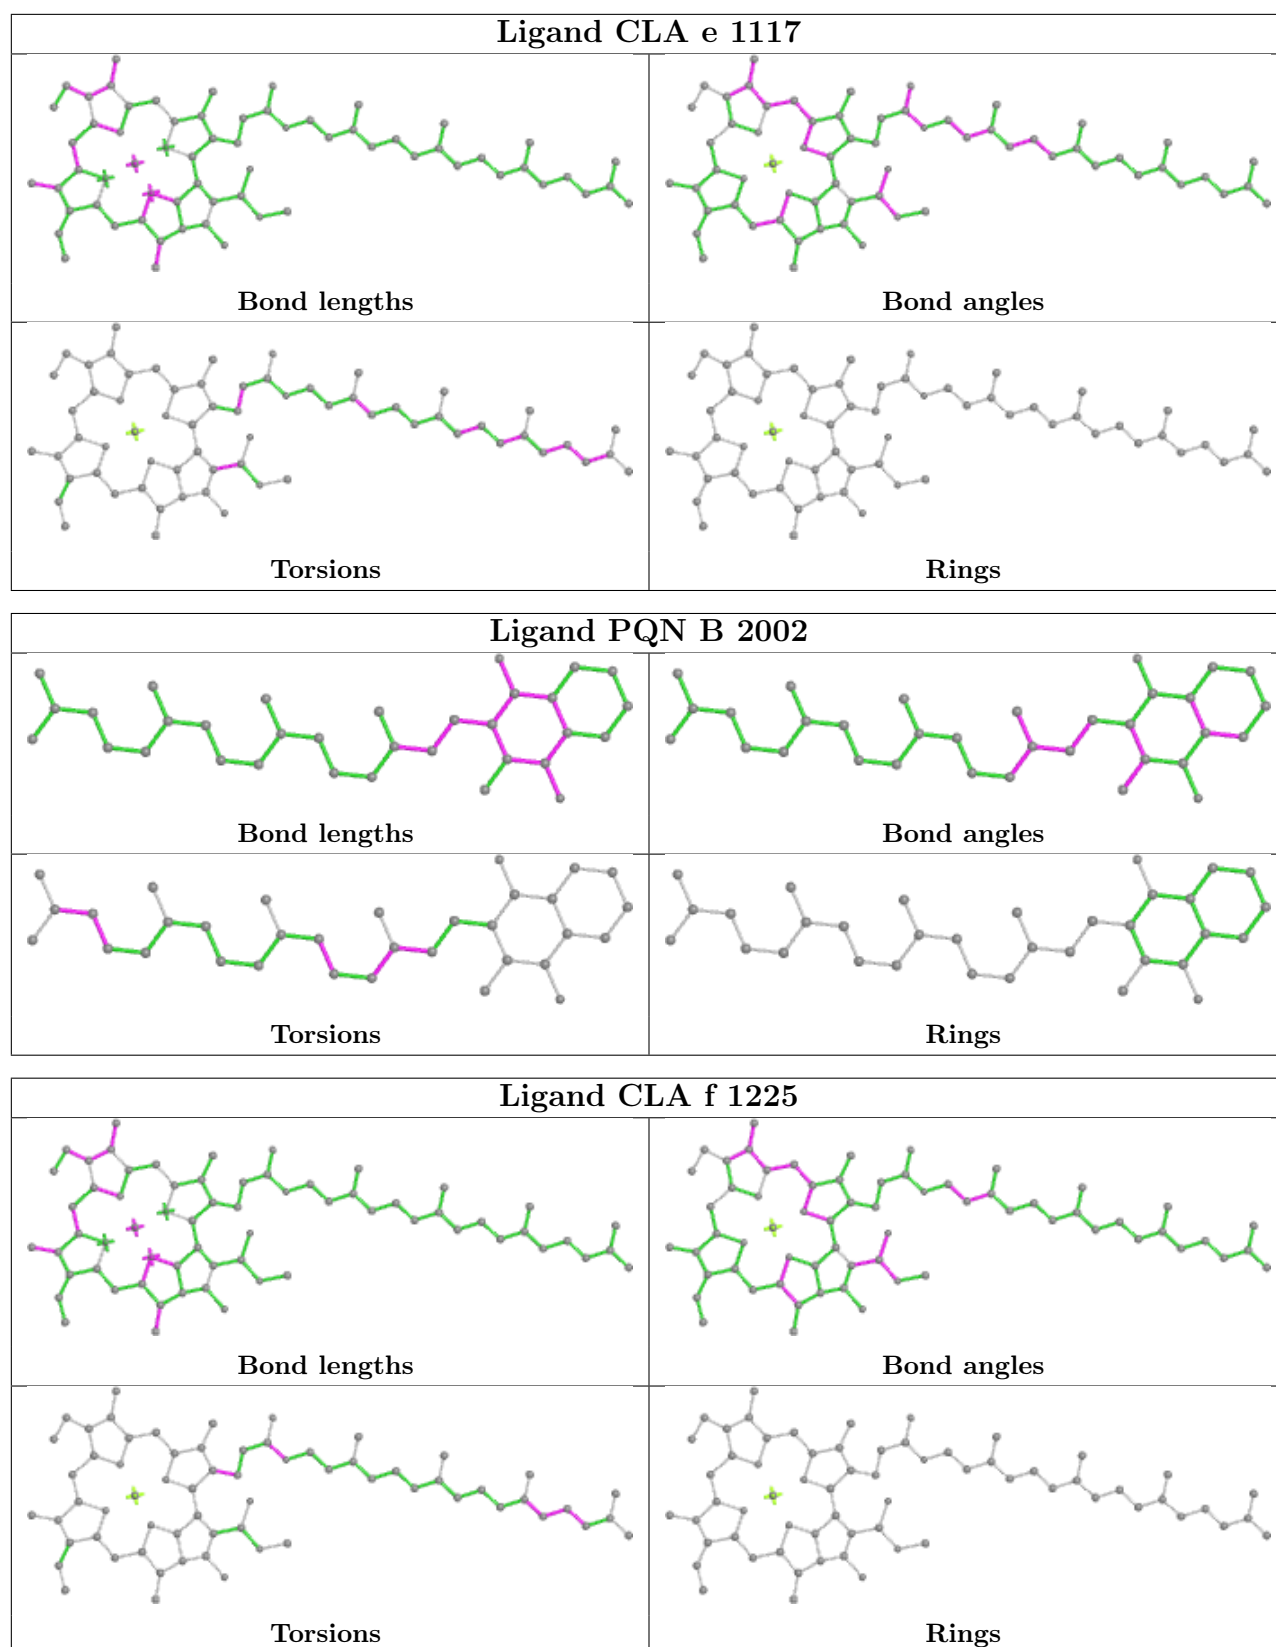 Ligand CLA e 1117
Bond lengths
Bond angles
Torsions
Rings
Ligand PQN B 2002
Bond lengths
Bond angles
Torsions
Rings
Ligand CLA f 1225
Bond lengths
Bond angles
Torsions
Rings